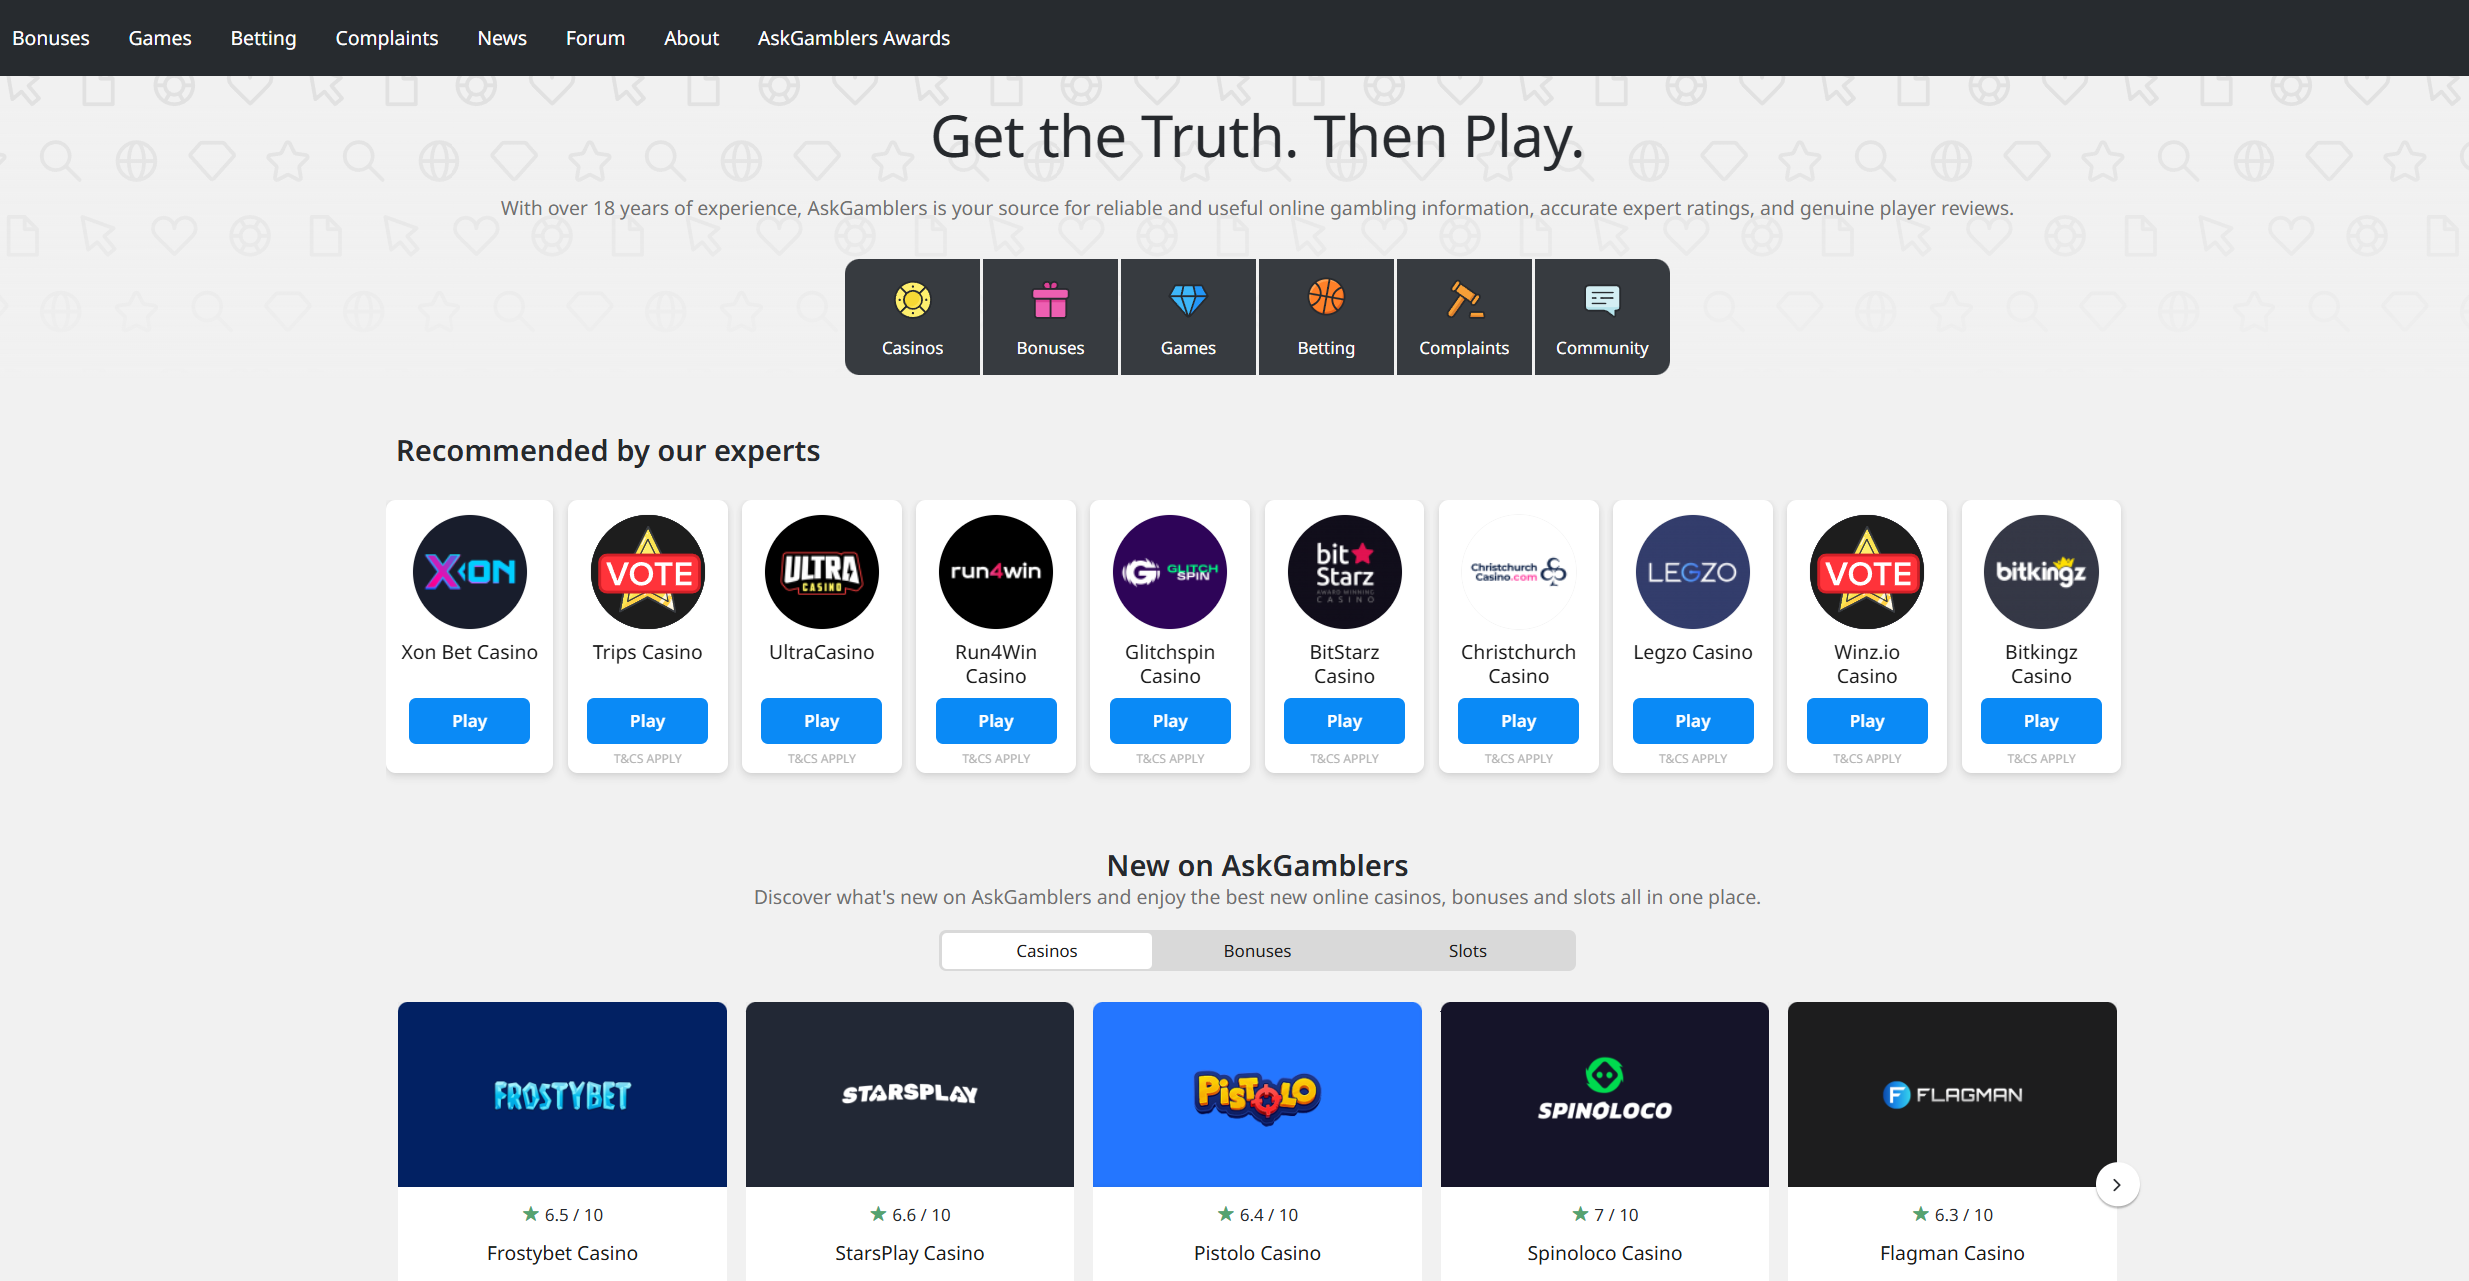 Bonuses Games Betting Complaints News Forum About AskGamblers Awards
Get the Truth. Then Play.
With over 18 years of experience, AskGamblers is your source for reliable and useful online gambling information, accurate expert ratings, and genuine player reviews.
Casinos Bonuses Games Betting Complaints Community
Recommended by our experts
XON
Xon Bet Casino
Play
VOTE
Trips Casino
Play
T&CS APPLY
ULTRA
CASINO
UltraCasino
Play
T&CS APPLY
run4win
Run4Win
Casino
Play
T&CS APPLY
GLITCH
SPIN
Glitchspin
Casino
Play
T&CS APPLY
bit
Starz
AWARD WINNING
CASINO
BitStarz
Casino
Play
T&CS APPLY
Christchurch
Casino.com
Christchurch
Casino
Play
T&CS APPLY
LEGZO
Legzo Casino
Play
T&CS APPLY
VOTE
Winz.io
Casino
Play
T&CS APPLY
bitkingz
Bitkingz
Casino
Play
T&CS APPLY
New on AskGamblers
Discover what's new on AskGamblers and enjoy the best new online casinos, bonuses and slots all in one place.
Casinos Bonuses Slots
FROSTYBET
6.5 / 10
Frostybet Casino
STARSPLAY
6.6 / 10
StarsPlay Casino
PISTOLO
6.4 / 10
Pistolo Casino
SPINOLOCO
7 / 10
Spinoloco Casino
F FLAGMAN
6.3 / 10
Flagman Casino